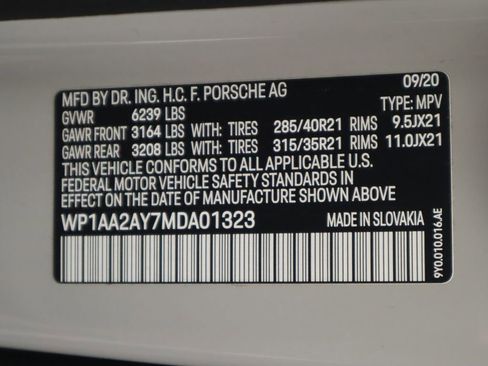 09/20
MFD BY DR. ING. H.C. F. PORSCHE AG
GVWR 6239 LBS TYPE: MPV
GAWR FRONT 3164 LBS WITH: TIRES 285/40R21 RIMS 9.5JX21
GAWR REAR 3208 LBS WITH: TIRES 315/35R21 RIMS 11.0JX21
THIS VEHICLE CONFORMS TO ALL APPLICABLE U.S.
FEDERAL MOTOR VEHICLE SAFETY STANDARDS IN
EFFECT ON THE DATE OF MANUFACTURE SHOWN ABOVE
WP1AA2AY7MDA01323 MADE IN SLOVAKIA
9Y0.010.016.AE